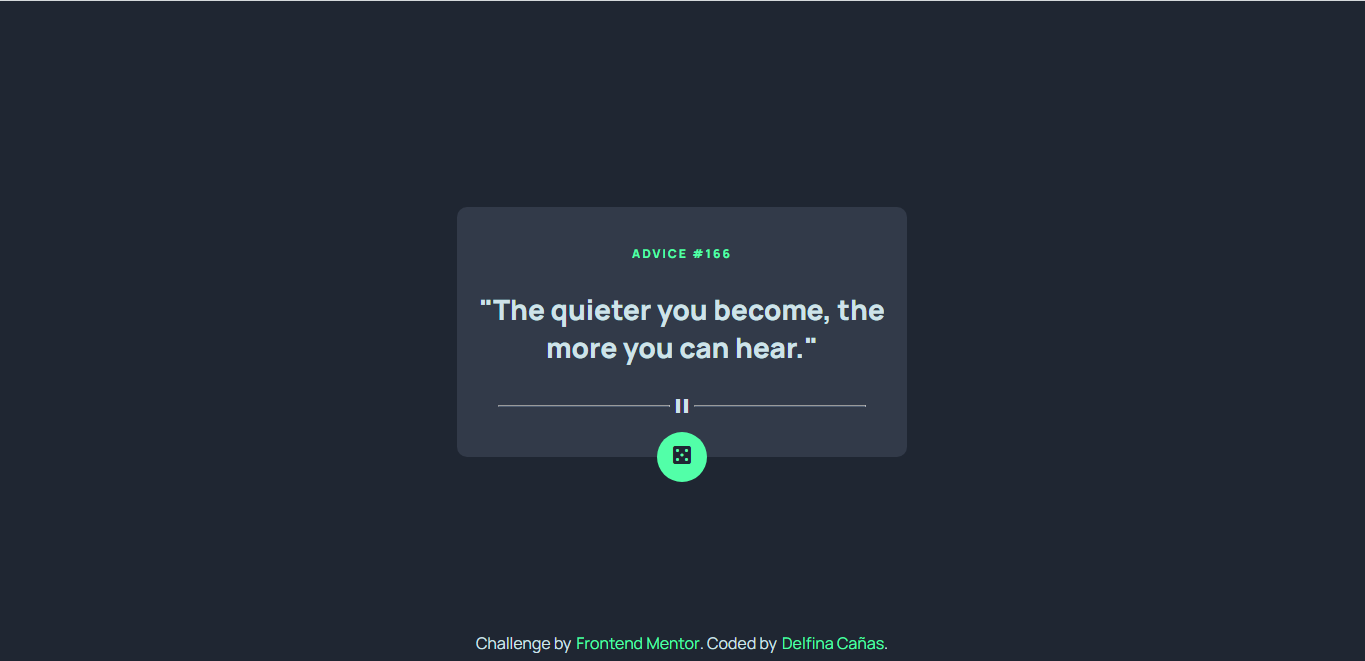 ADVICE #166
"The quieter you become, the
more you can hear."
Challenge by Frontend Mentor. Coded by Delfina Cañas.